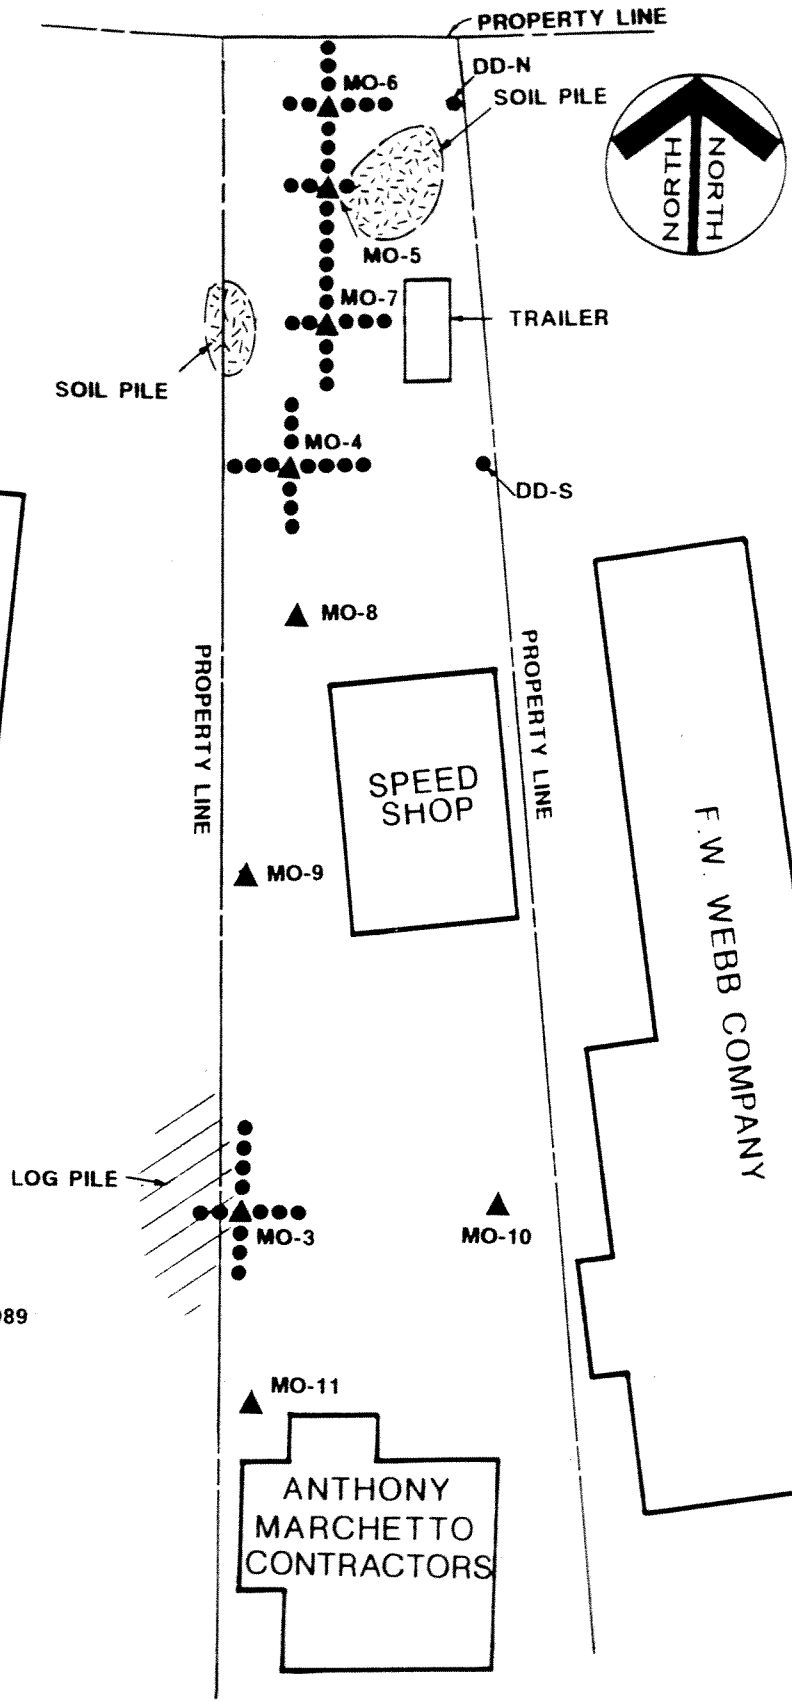 PROPERTY LINE
DD-N
MO-6
SOIL PILE
NORTH
NORTH
MO-5
MO-7
TRAILER
SOIL PILE
MO-4
DD-S
MO-8
PROPERTY LINE
PROPERTY LINE
SPEED
SHOP
F.W. WEBB COMPANY
MO-9
LOG PILE
MO-3
MO-10
89
MO-11
ANTHONY
MARCHETTO
CONTRACTORS